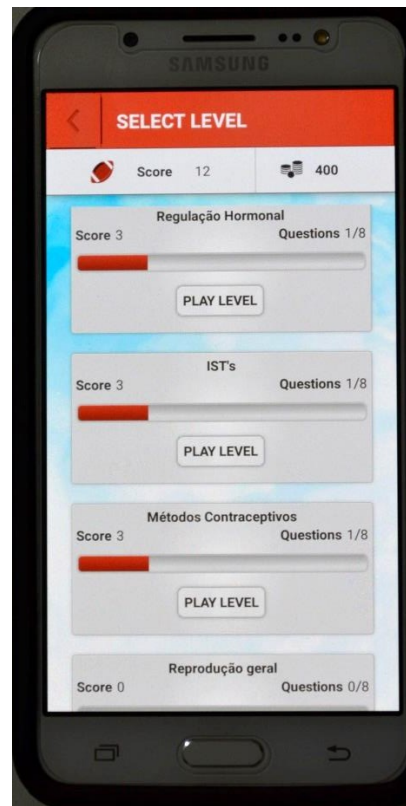 SAMSUNG
SELECT LEVEL
Score 12 400
Regulação Hormonal
Score 3 Questions 1/8
PLAY LEVEL
IST's
Score 3 Questions 1/8
PLAY LEVEL
Métodos Contraceptivos
Score 3 Questions 1/8
PLAY LEVEL
Reprodução geral
Score 0 Questions 0/8